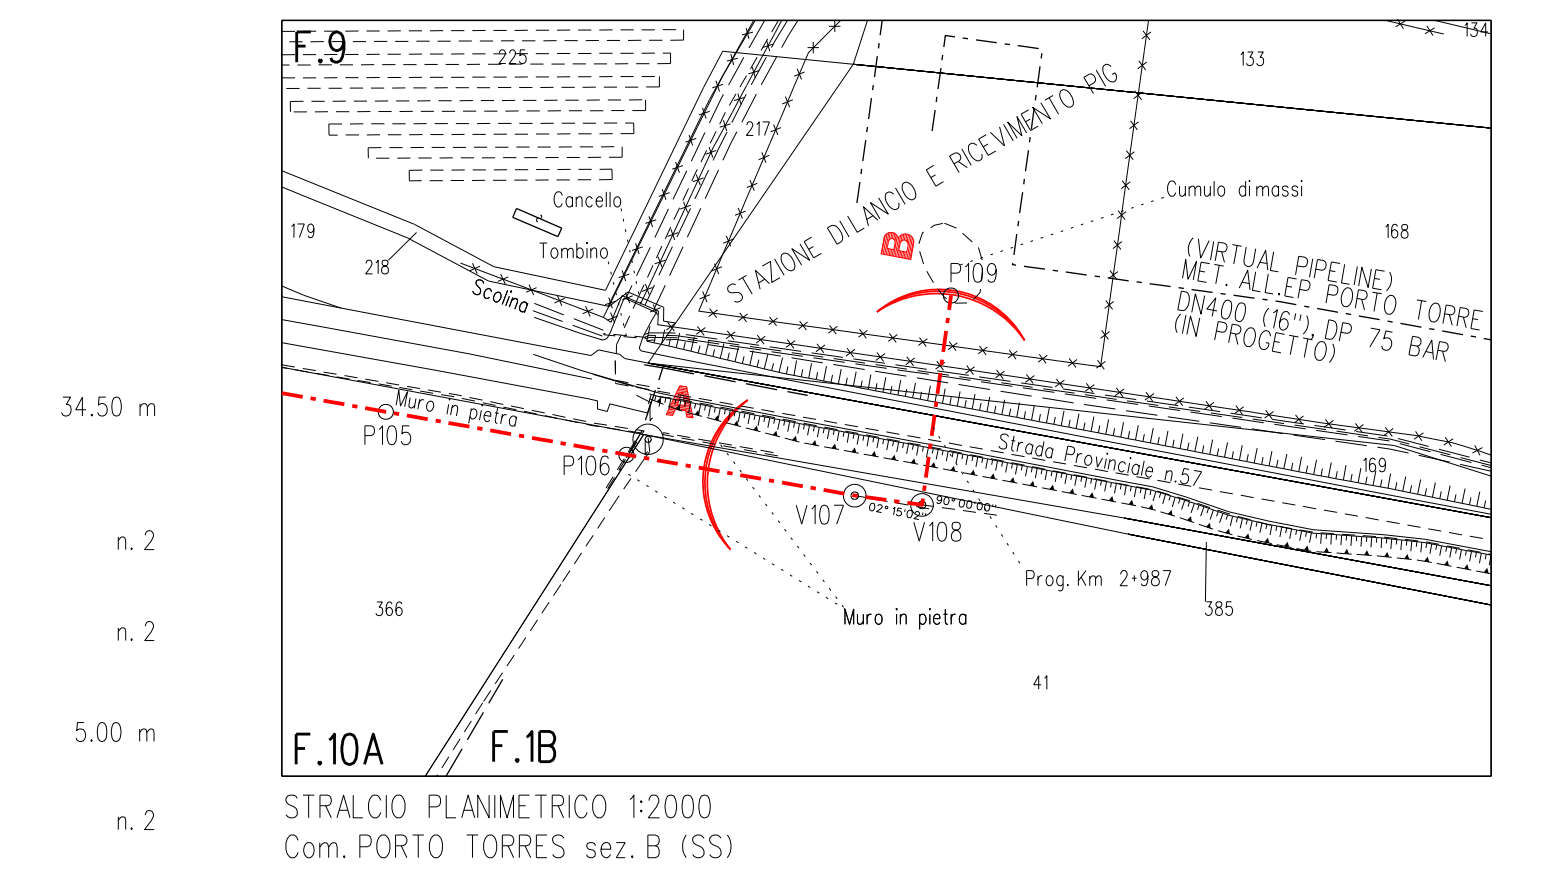 F.9
225
133
134
217
STAZIONE DI LANCIO E RICEVIMENTO PIG
Cancello
Cumulo di massi
179
168
B
Tombino
218
(VIRTUAL PIPELINE)
MET. ALL.EP PORTO TORRE
DN400 (16"), DP 75 BAR
(IN PROGETTO)
P109
Scolina
34.50 m
A
Muro in pietra
P105
Strada Provinciale n.57
P106
169
V107
02° 15'02"
90° 00'00"
V108
n. 2
Prog. Km 2+987
366
385
Muro in pietra
n. 2
41
5.00 m
F.10A
F.1B
STRALCIO PLANIMETRICO 1:2000
n. 2
Com. PORTO TORRES sez. B (SS)